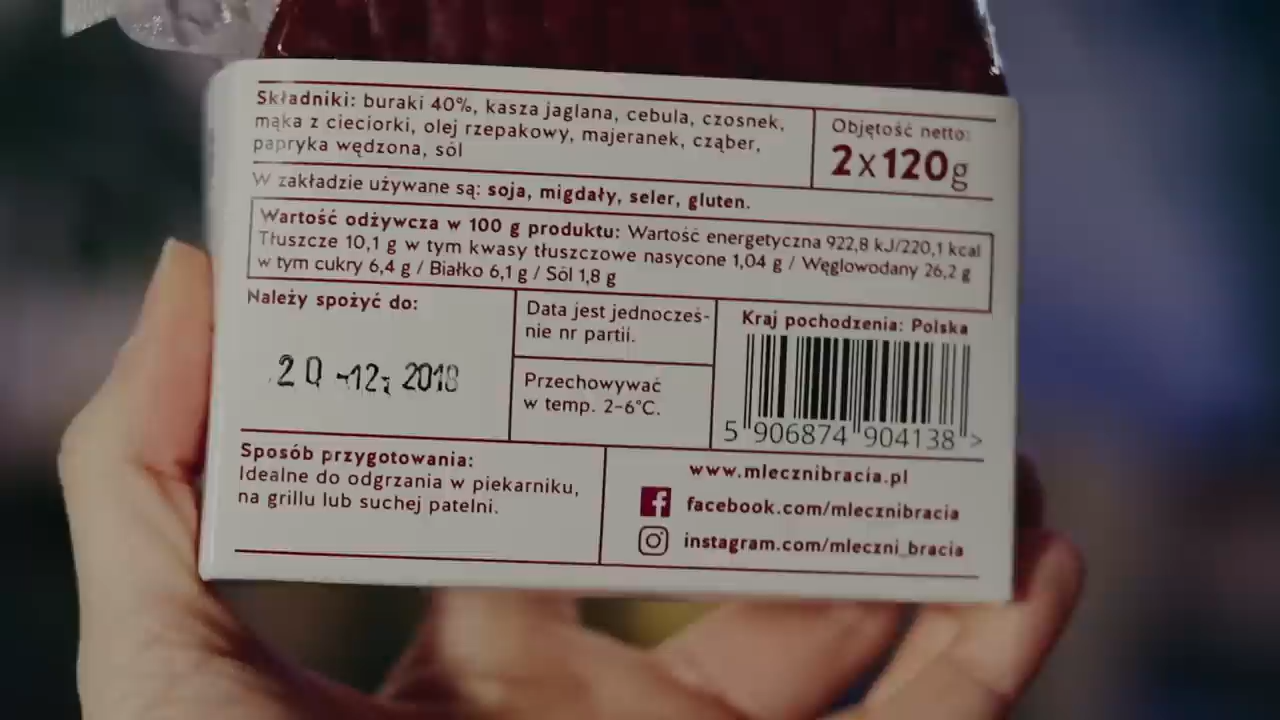 Składniki: buraki 40%, kasza jaglana, cebula, czosnek,
mąka z cieciorki, olej rzepakowy, majeranek, cząber,
papryka wędzona, sól
Objętość netto:
2x120g
W zakładzie używane są: soja, migdały, seler, gluten.
Wartość odżywcza w 100 g produktu: Wartość energetyczna 922,8 kJ/220,1 kcal
Tłuszcze 10,1 g w tym kwasy tłuszczowe nasycone 1,04 g / Węglowodany 26,2 g
w tym cukry 6,4 g / Białko 6,1 g / Sól 1,8 g
Należy spożyć do:
20 -12; 2018
Data jest jednocześ-
nie nr partii.
Przechowywać
w temp. 2-6°C.
Kraj pochodzenia: Polska
5 906874 904138 >
Sposób przygotowania:
Idealne do odgrzania w piekarniku,
na grillu lub suchej patelni.
www.mlecznibracia.pl
facebook.com/mlecznibracia
instagram.com/mleczni_bracia